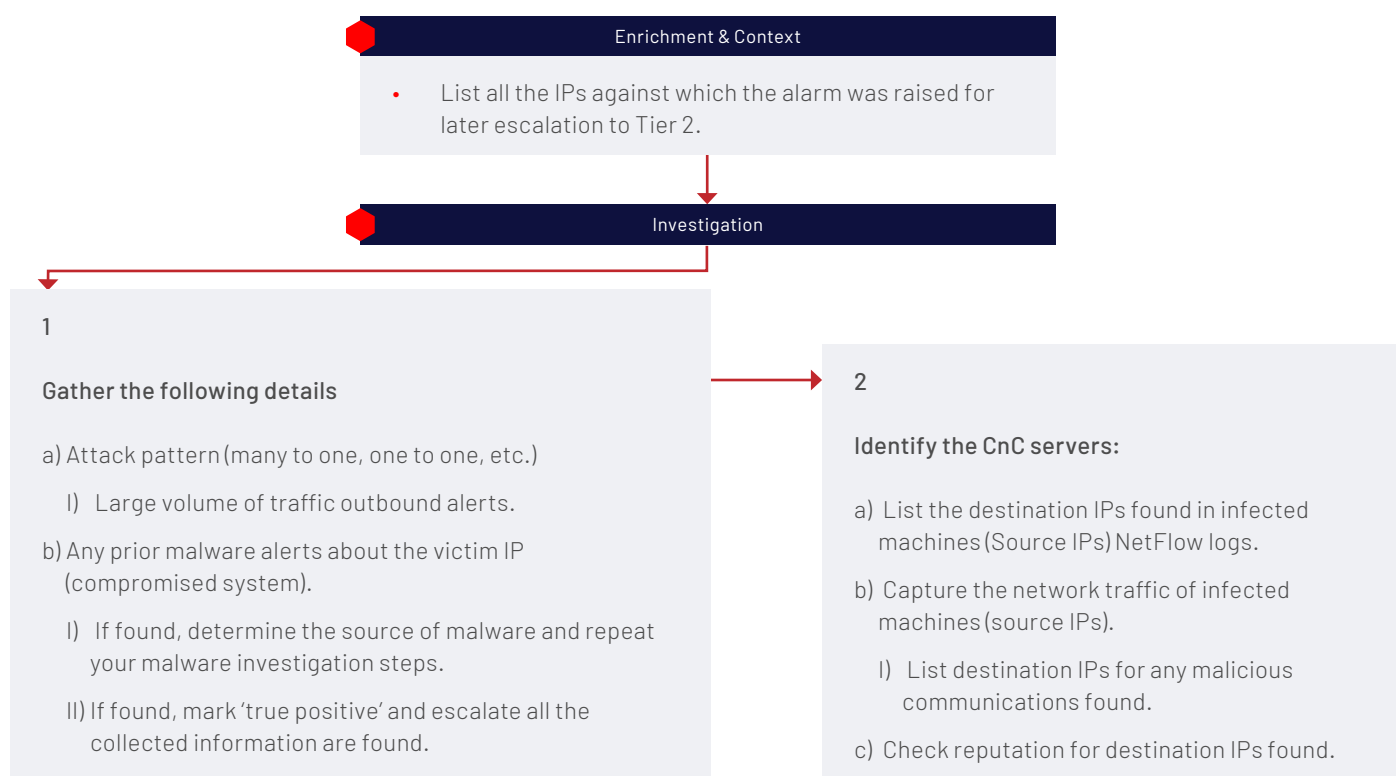 Enrichment & Context
• List all the IPs against which the alarm was raised for
later escalation to Tier 2.
Investigation
1
Gather the following details
a) Attack pattern (many to one, one to one, etc.)
I) Large volume of traffic outbound alerts.
b) Any prior malware alerts about the victim IP
(compromised system).
I) If found, determine the source of malware and repeat
your malware investigation steps.
II) If found, mark ‘true positive’ and escalate all the
collected information are found.
2
Identify the CnC servers:
a) List the destination IPs found in infected
machines (Source IPs) NetFlow logs.
b) Capture the network traffic of infected
machines (source IPs).
I) List destination IPs for any malicious
communications found.
c) Check reputation for destination IPs found.